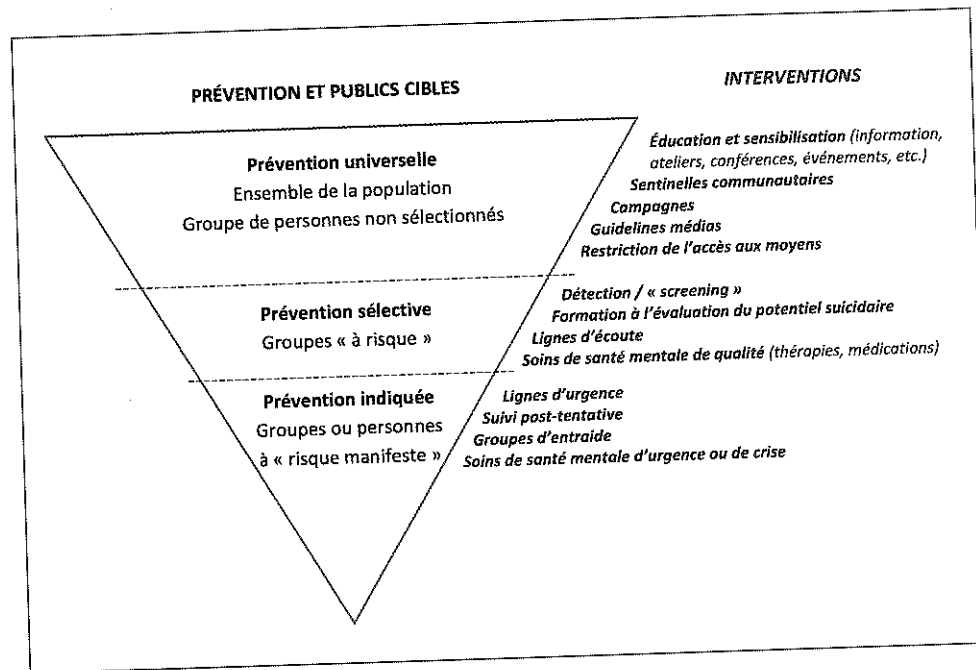 PRÉVENTION ET PUBLICS CIBLES
INTERVENTIONS
Prévention universelle
Ensemble de la population
Groupe de personnes non sélectionnés
Éducation et sensibilisation (information,
ateliers, conférences, événements, etc.)
Sentinelles communautaires
Campagnes
Guidelines médias
Restriction de l'accès aux moyens
Prévention sélective
Groupes « à risque »
Détection / « screening »
Formation à l'évaluation du potentiel suicidaire
Lignes d'écoute
Soins de santé mentale de qualité (thérapies, médications)
Prévention indiquée
Groupes ou personnes
à « risque manifeste »
Lignes d'urgence
Suivi post-tentative
Groupes d'entraide
Soins de santé mentale d'urgence ou de crise